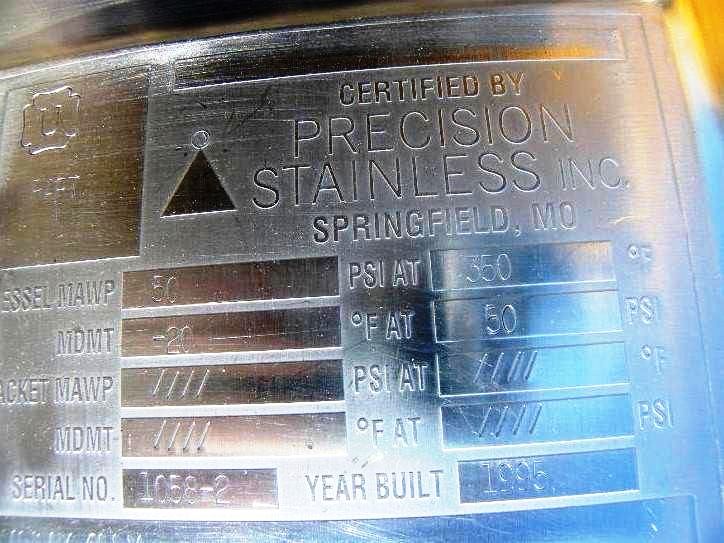 U
CERTIFIED BY
PRECISION
STAINLESS INC.
SPRINGFIELD, MO
ESSEL MAWP 50 PSI AT 350 °F
MDMT -20 °F AT 50 PSI
ACKET MAWP //// PSI AT //// °F
MDMT //// °F AT //// PSI
SERIAL NO. 1058-2 YEAR BUILT 1995